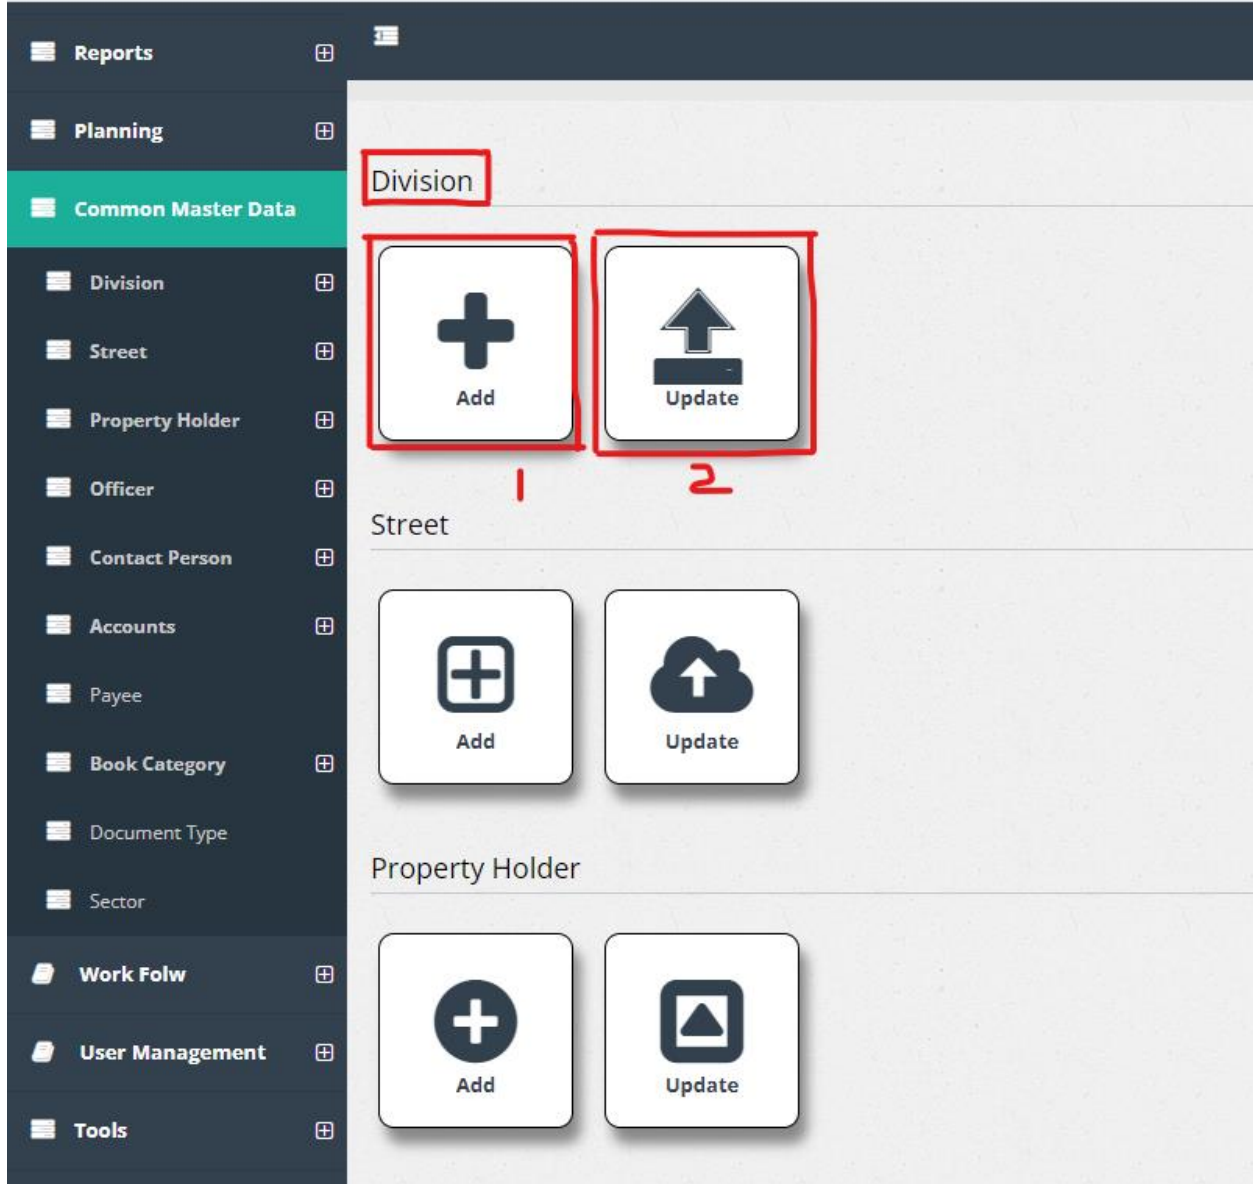 Reports
Planning
Common Master Data
Division
Street
Property Holder
Officer
Contact Person
Accounts
Payee
Book Category
Document Type
Sector
Work Folw
User Management
Tools
Division
Add
Update
1
2
Street
Add
Update
Property Holder
Add
Update